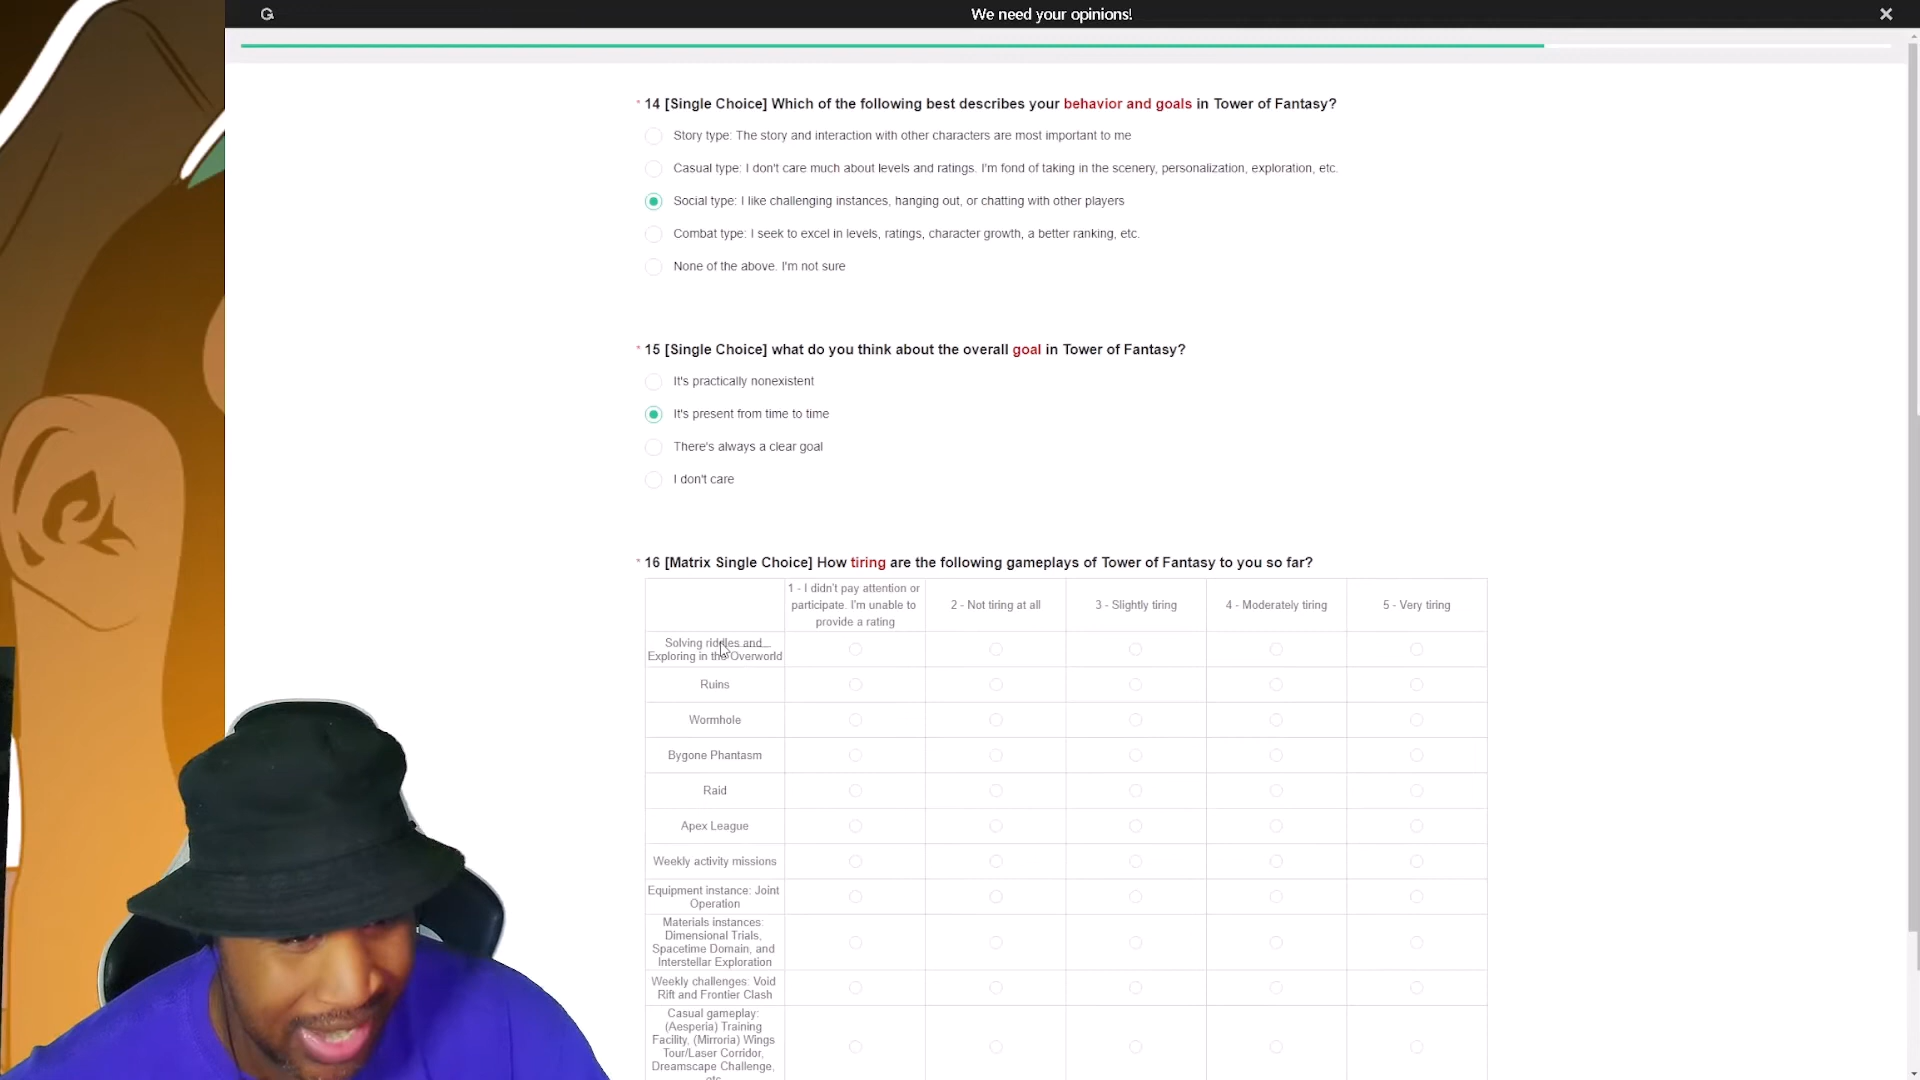 We need your opinions!
* 14 [Single Choice] Which of the following best describes your behavior and goals in Tower of Fantasy?
Story type: The story and interaction with other characters are most important to me
Casual type: I don't care much about levels and ratings. I'm fond of taking in the scenery, personalization, exploration, etc.
Social type: I like challenging instances, hanging out, or chatting with other players
Combat type: I seek to excel in levels, ratings, character growth, a better ranking, etc.
None of the above. I'm not sure
* 15 [Single Choice] what do you think about the overall goal in Tower of Fantasy?
It's practically nonexistent
It's present from time to time
There's always a clear goal
I don't care
* 16 [Matrix Single Choice] How tiring are the following gameplays of Tower of Fantasy to you so far?
1 - I didn't pay attention or
participate. I'm unable to
provide a rating
2 - Not tiring at all
3 - Slightly tiring
4 - Moderately tiring
5 - Very tiring
Solving riddles and
Exploring in the Overworld
Ruins
Wormhole
Bygone Phantasm
Raid
Apex League
Weekly activity missions
Equipment instance: Joint
Operation
Materials instances:
Dimensional Trials,
Spacetime Domain, and
Interstellar Exploration
Weekly challenges: Void
Rift and Frontier Clash
Casual gameplay:
(Aesperia) Training
Facility, (Mirroria) Wings
Tour/Laser Corridor,
Dreamscape Challenge,
etc.